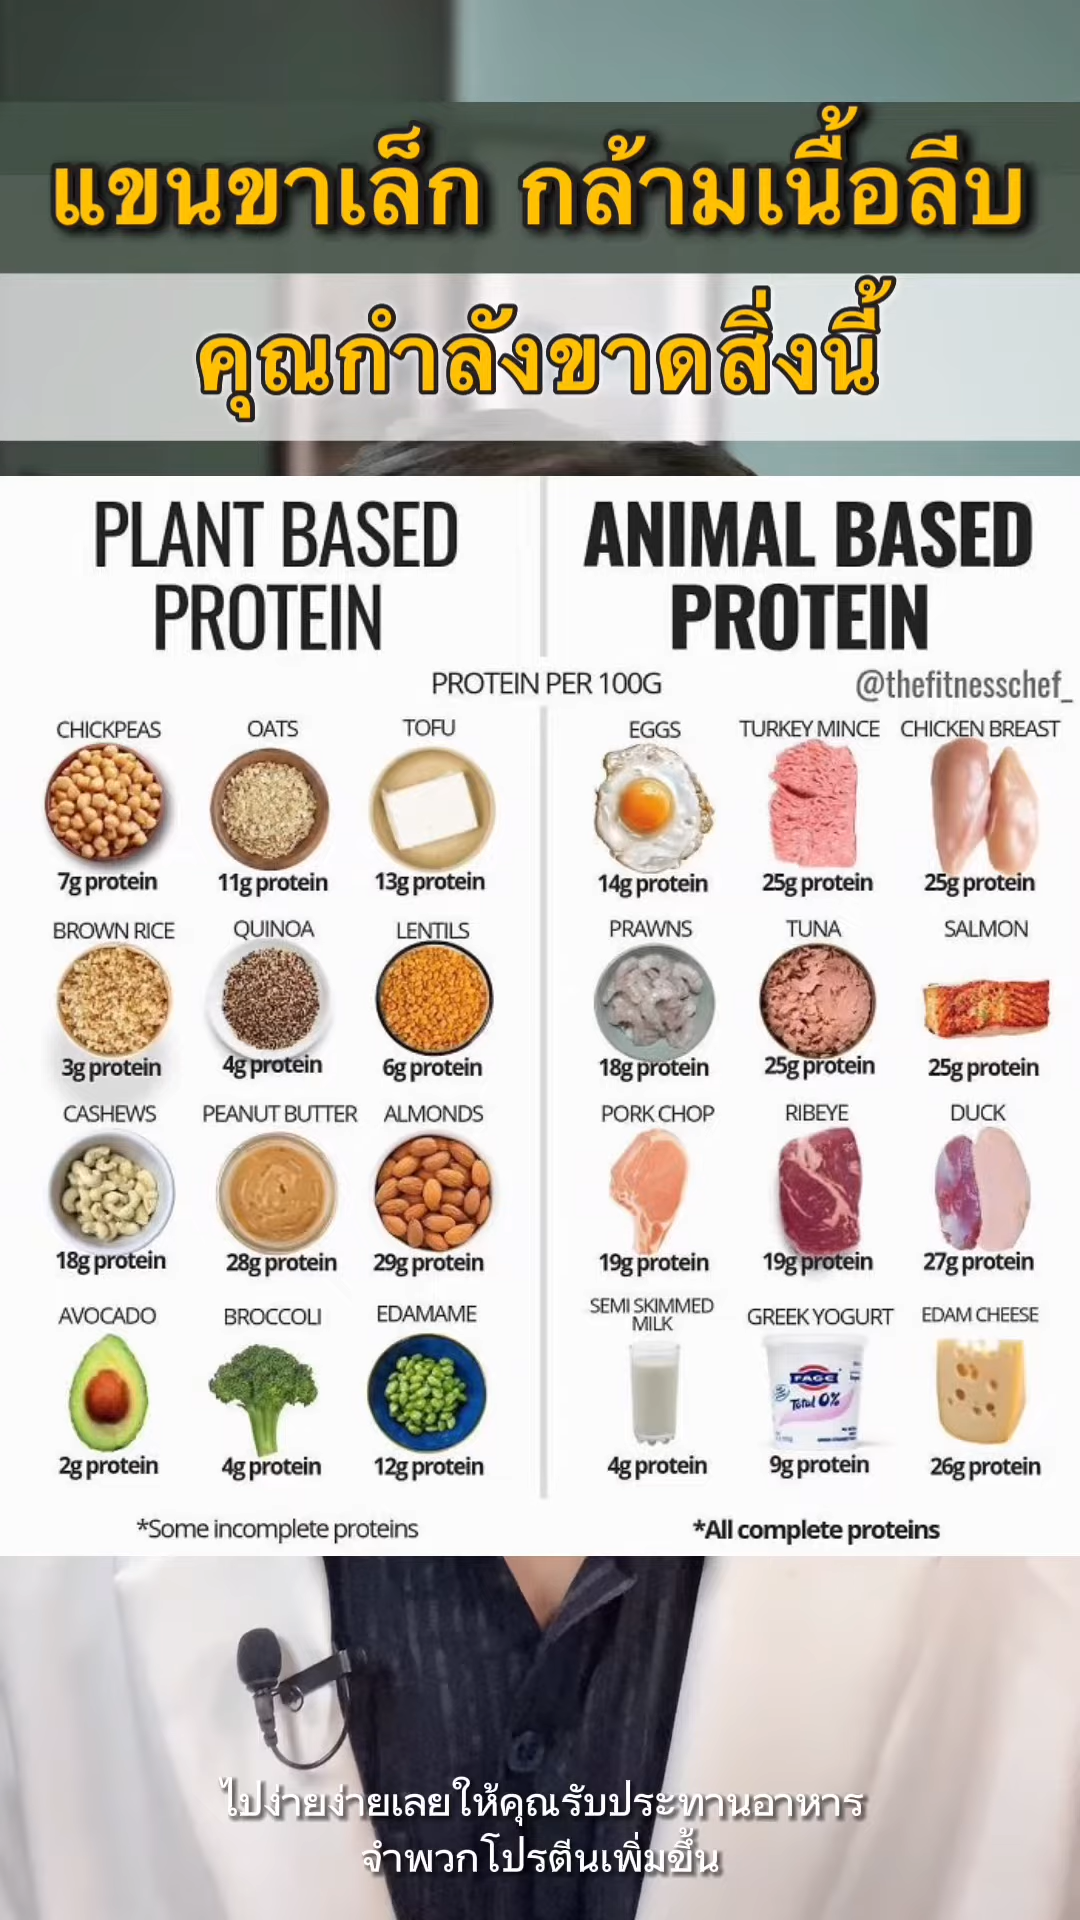 แขนขาเล็ก กล้ามเนื้อลีบ
คุณกำลังขาดสิ่งนี้
PLANT BASED
PROTEIN
ANIMAL BASED
PROTEIN
PROTEIN PER 100G
@thefitnesschef_
CHICKPEAS OATS TOFU
7g protein 11g protein 13g protein
BROWN RICE QUINOA LENTILS
3g protein 4g protein 6g protein
CASHEWS PEANUT BUTTER ALMONDS
18g protein 28g protein 29g protein
AVOCADO BROCCOLI EDAMAME
2g protein 4g protein 12g protein
*Some incomplete proteins
EGGS TURKEY MINCE CHICKEN BREAST
14g protein 25g protein 25g protein
PRAWNS TUNA SALMON
18g protein 25g protein 25g protein
PORK CHOP RIBEYE DUCK
19g protein 19g protein 27g protein
SEMI SKIMMED
MILK
GREEK YOGURT EDAM CHEESE
FAGE
Total 0%
4g protein 9g protein 26g protein
*All complete proteins
ไปง่ายง่ายเลยให้คุณรับประทานอาหาร
จำพวกโปรตีนเพิ่มขึ้น